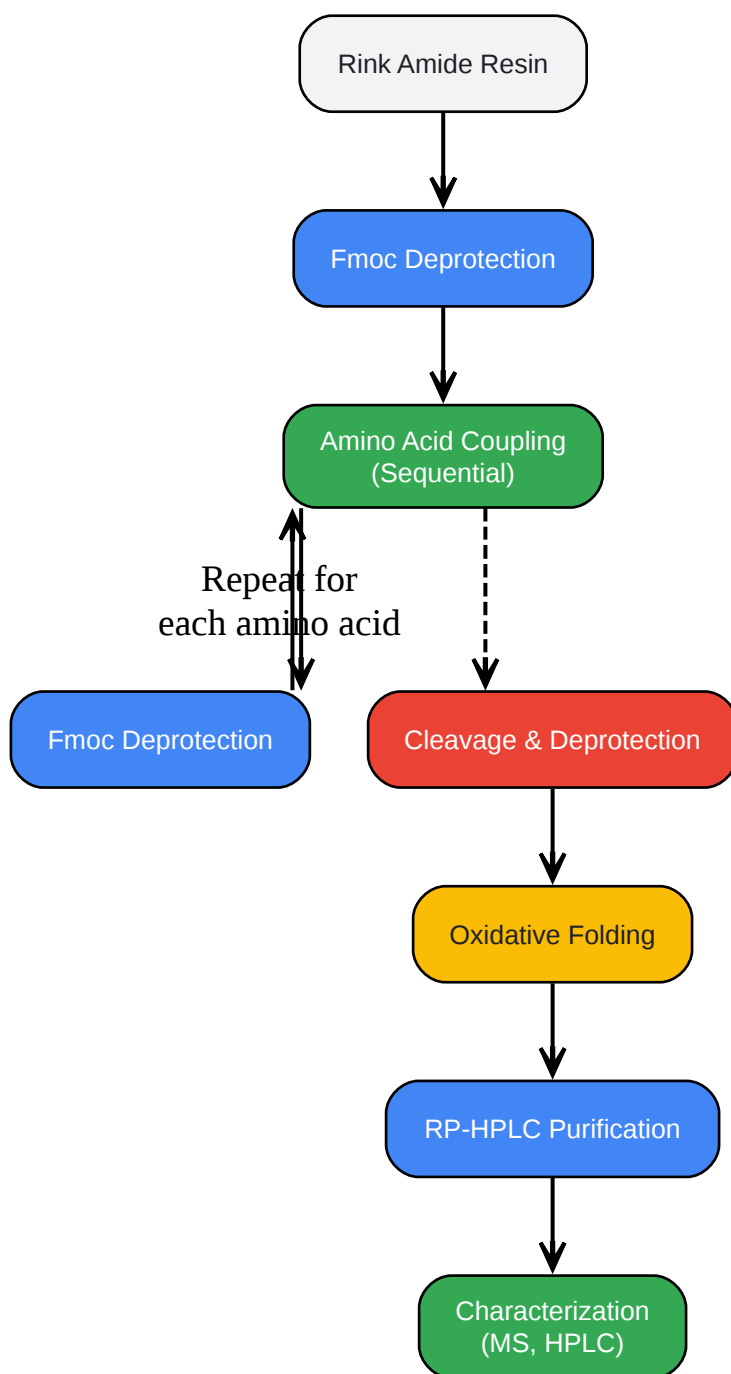 Rink Amide Resin
Fmoc Deprotection
Amino Acid Coupling
(Sequential)
Repeat for
each amino acid
Fmoc Deprotection
Cleavage & Deprotection
Oxidative Folding
RP-HPLC Purification
Characterization
(MS, HPLC)